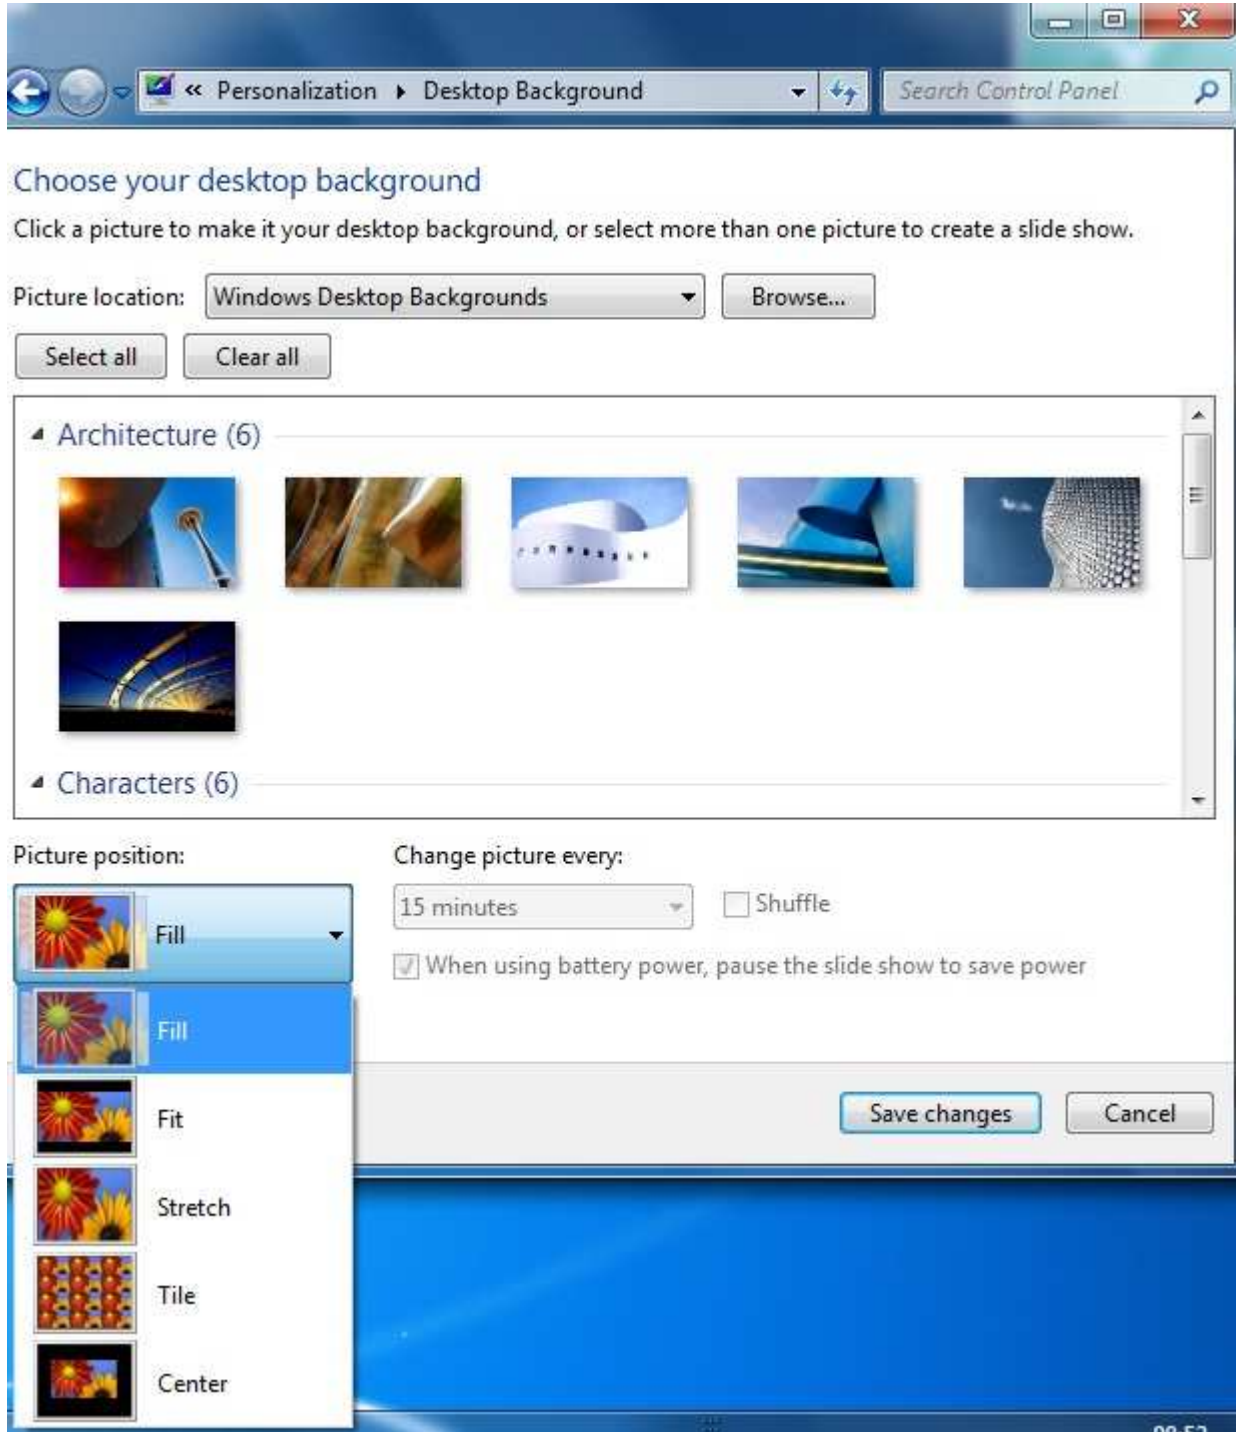 « Personalization ▸ Desktop Background
Search Control Panel
Choose your desktop background
Click a picture to make it your desktop background, or select more than one picture to create a slide show.
Picture location: Windows Desktop Backgrounds Browse...
Select all Clear all
Architecture (6)
Characters (6)
Picture position: Change picture every:
Fill 15 minutes Shuffle
When using battery power, pause the slide show to save power
Fill
Fit
Save changes Cancel
Stretch
Tile
Center